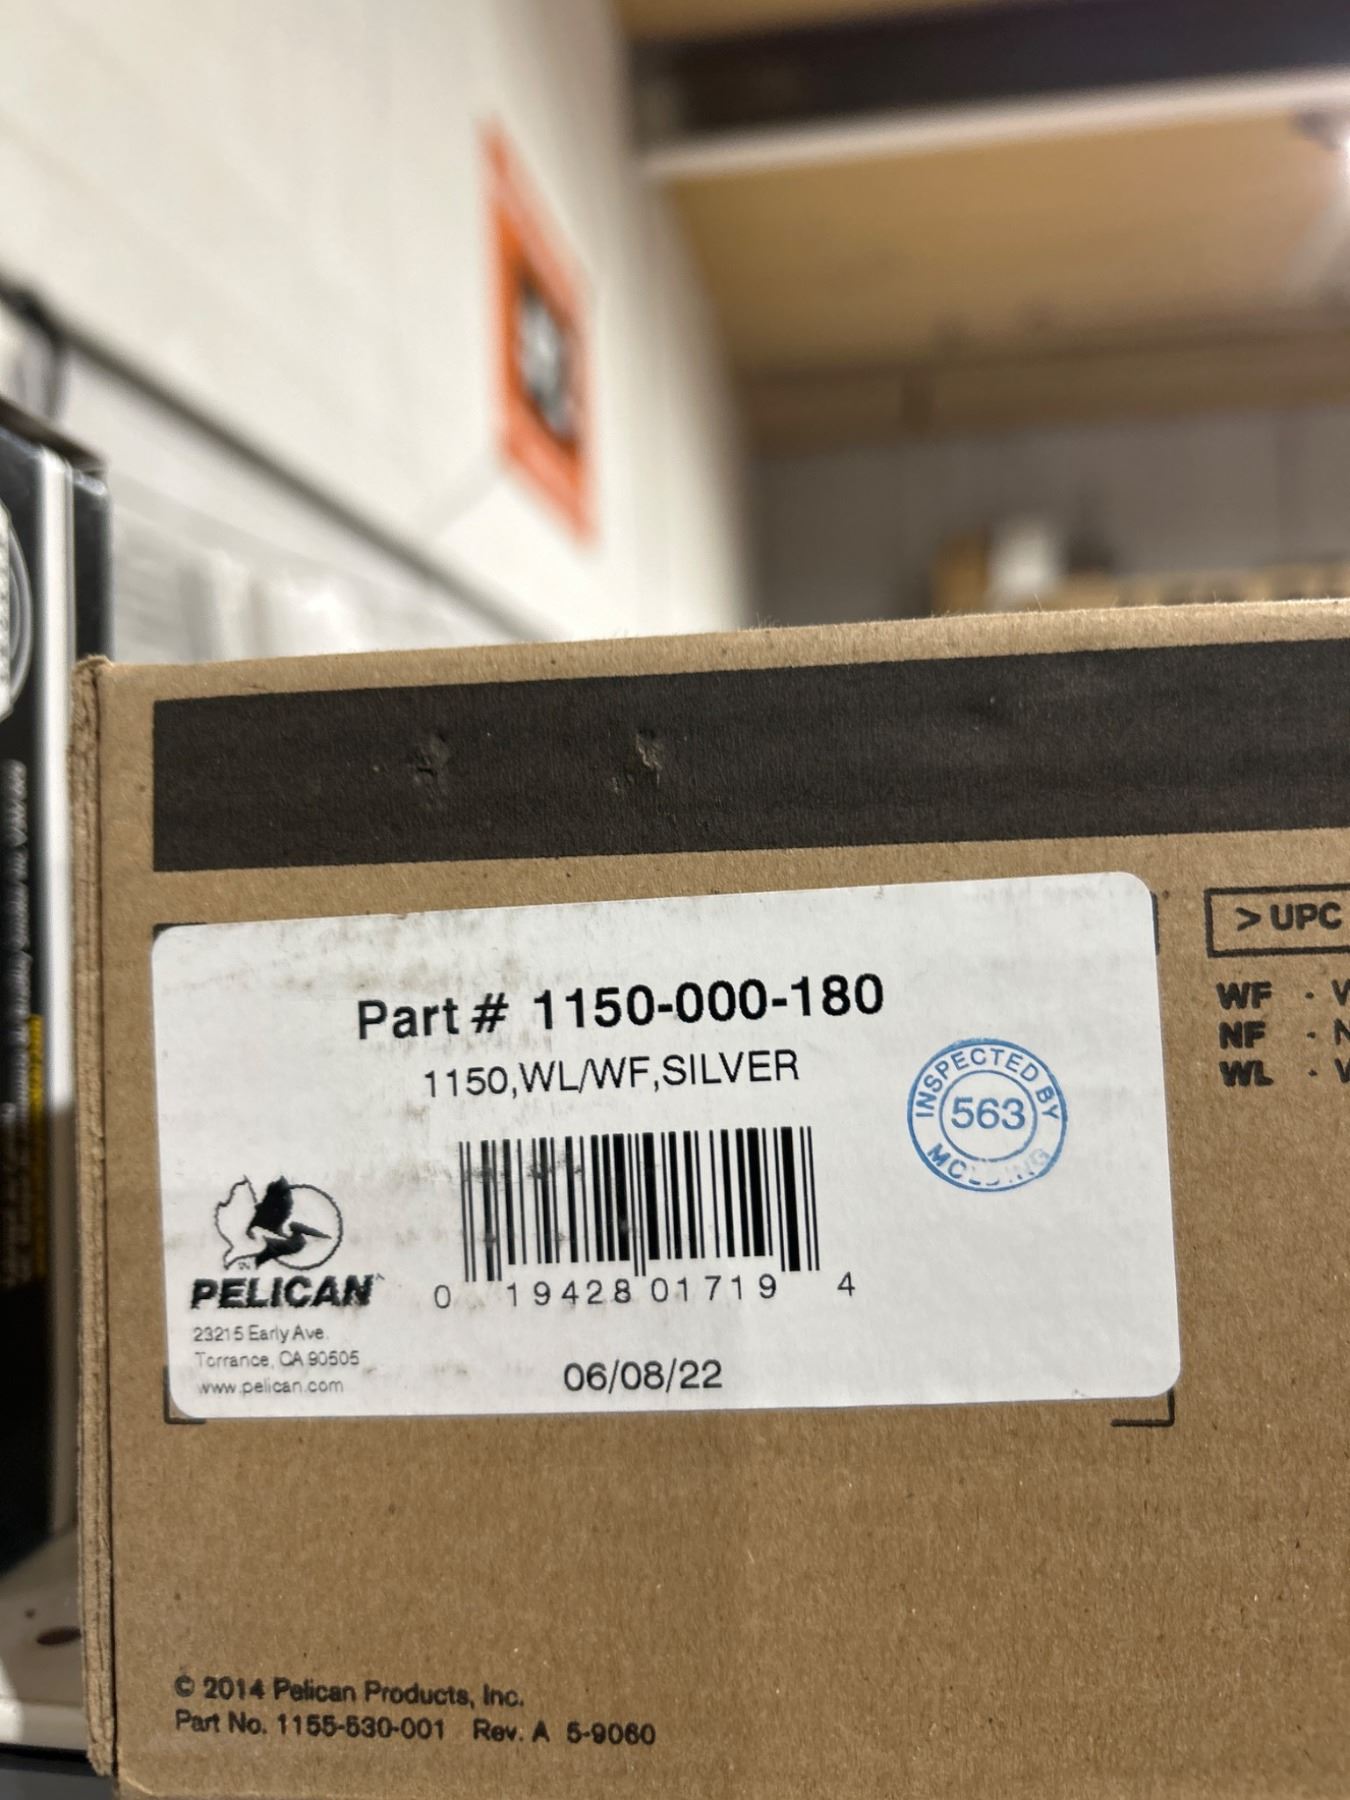 > UPC
WF
NF
WL
Part # 1150-000-180
1150,WL/WF,SILVER
INSPECTED BY
563
PELICAN
0 19428 01719 4
23215 Early Ave.
Torrance, CA 90505
www.pelican.com
06/08/22
© 2014 Pelican Products, Inc.
Part No. 1155-530-001 Rev. A 5-9060